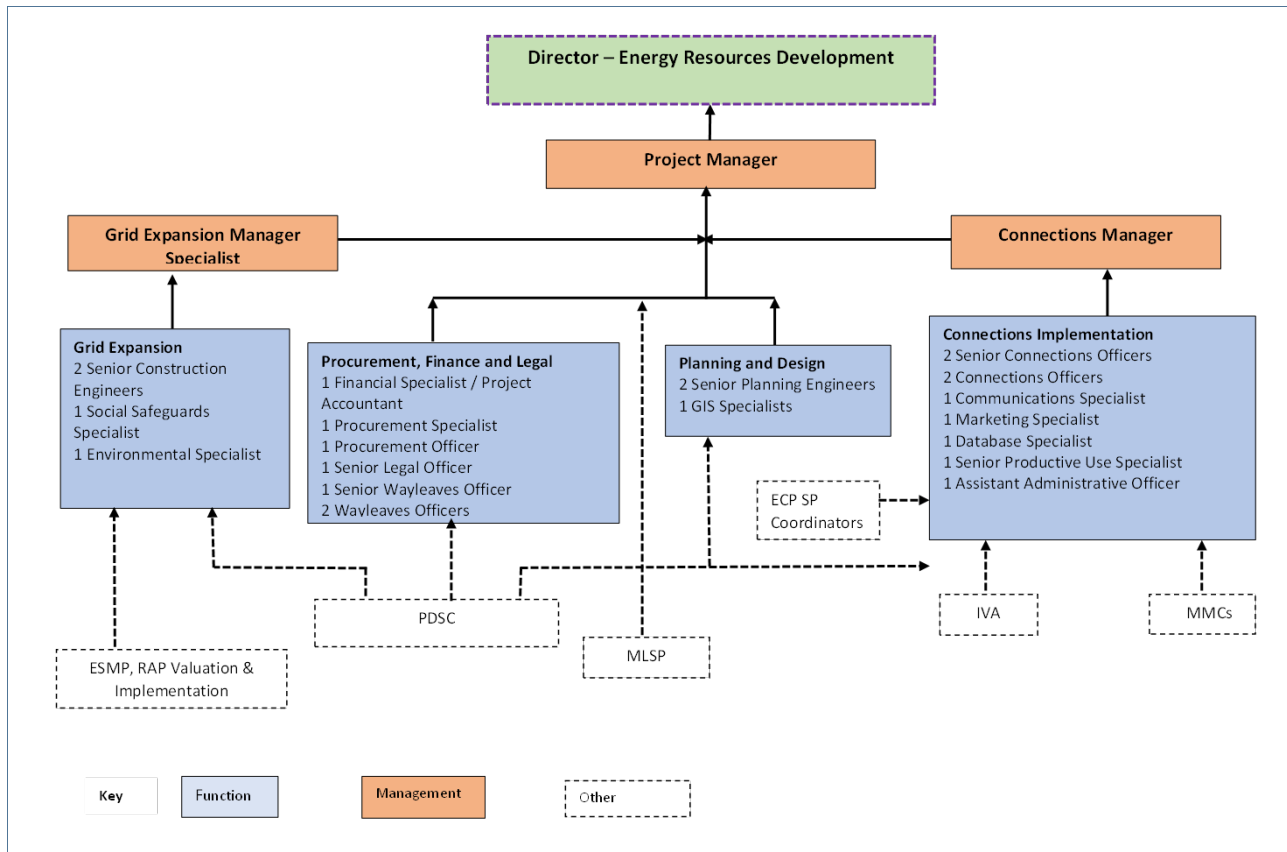 Director – Energy Resources Development
Project Manager
Grid Expansion Manager
Specialist
Connections Manager
Grid Expansion
2 Senior Construction
Engineers
1 Social Safeguards
Specialist
1 Environmental Specialist
Procurement, Finance and Legal
1 Financial Specialist / Project
Accountant
1 Procurement Specialist
1 Procurement Officer
1 Senior Legal Officer
1 Senior Wayleaves Officer
2 Wayleaves Officers
Planning and Design
2 Senior Planning Engineers
1 GIS Specialists
Connections Implementation
2 Senior Connections Officers
2 Connections Officers
1 Communications Specialist
1 Marketing Specialist
1 Database Specialist
1 Senior Productive Use Specialist
1 Assistant Administrative Officer
ECP SP
Coordinators
PDSC
MLSP
IVA
MMCs
ESMP, RAP Valuation &
Implementation
Key
Function
Management
Other